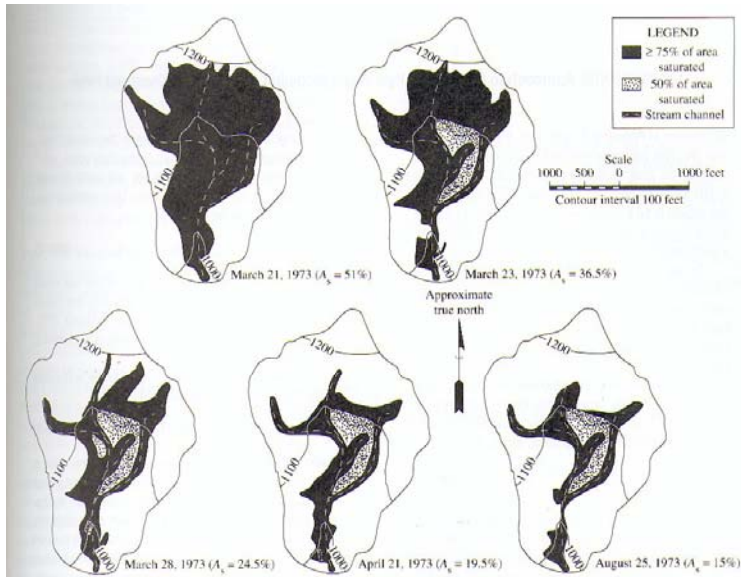 LEGEND
≥ 75% of area
saturated
50% of area
saturated
Stream channel
Scale
1000 500 0 1000 feet
Contour interval 100 feet
1200
1100
1000
March 21, 1973 (As = 51%)
1200
1100
1000
March 23, 1973 (As = 36.5%)
Approximate
true north
1200
1100
1000
March 28, 1973 (As = 24.5%)
1200
1100
1000
April 21, 1973 (As = 19.5%)
1200
1100
1000
August 25, 1973 (As = 15%)